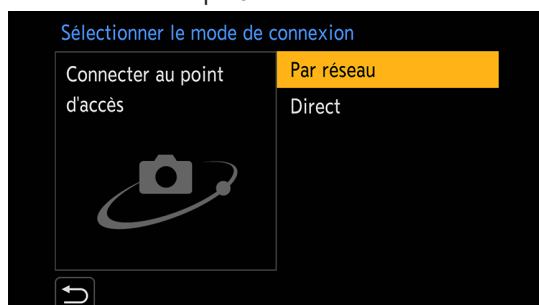 Sélectionner le mode de connexion
Connecter au point
d'accès
Par réseau
Direct